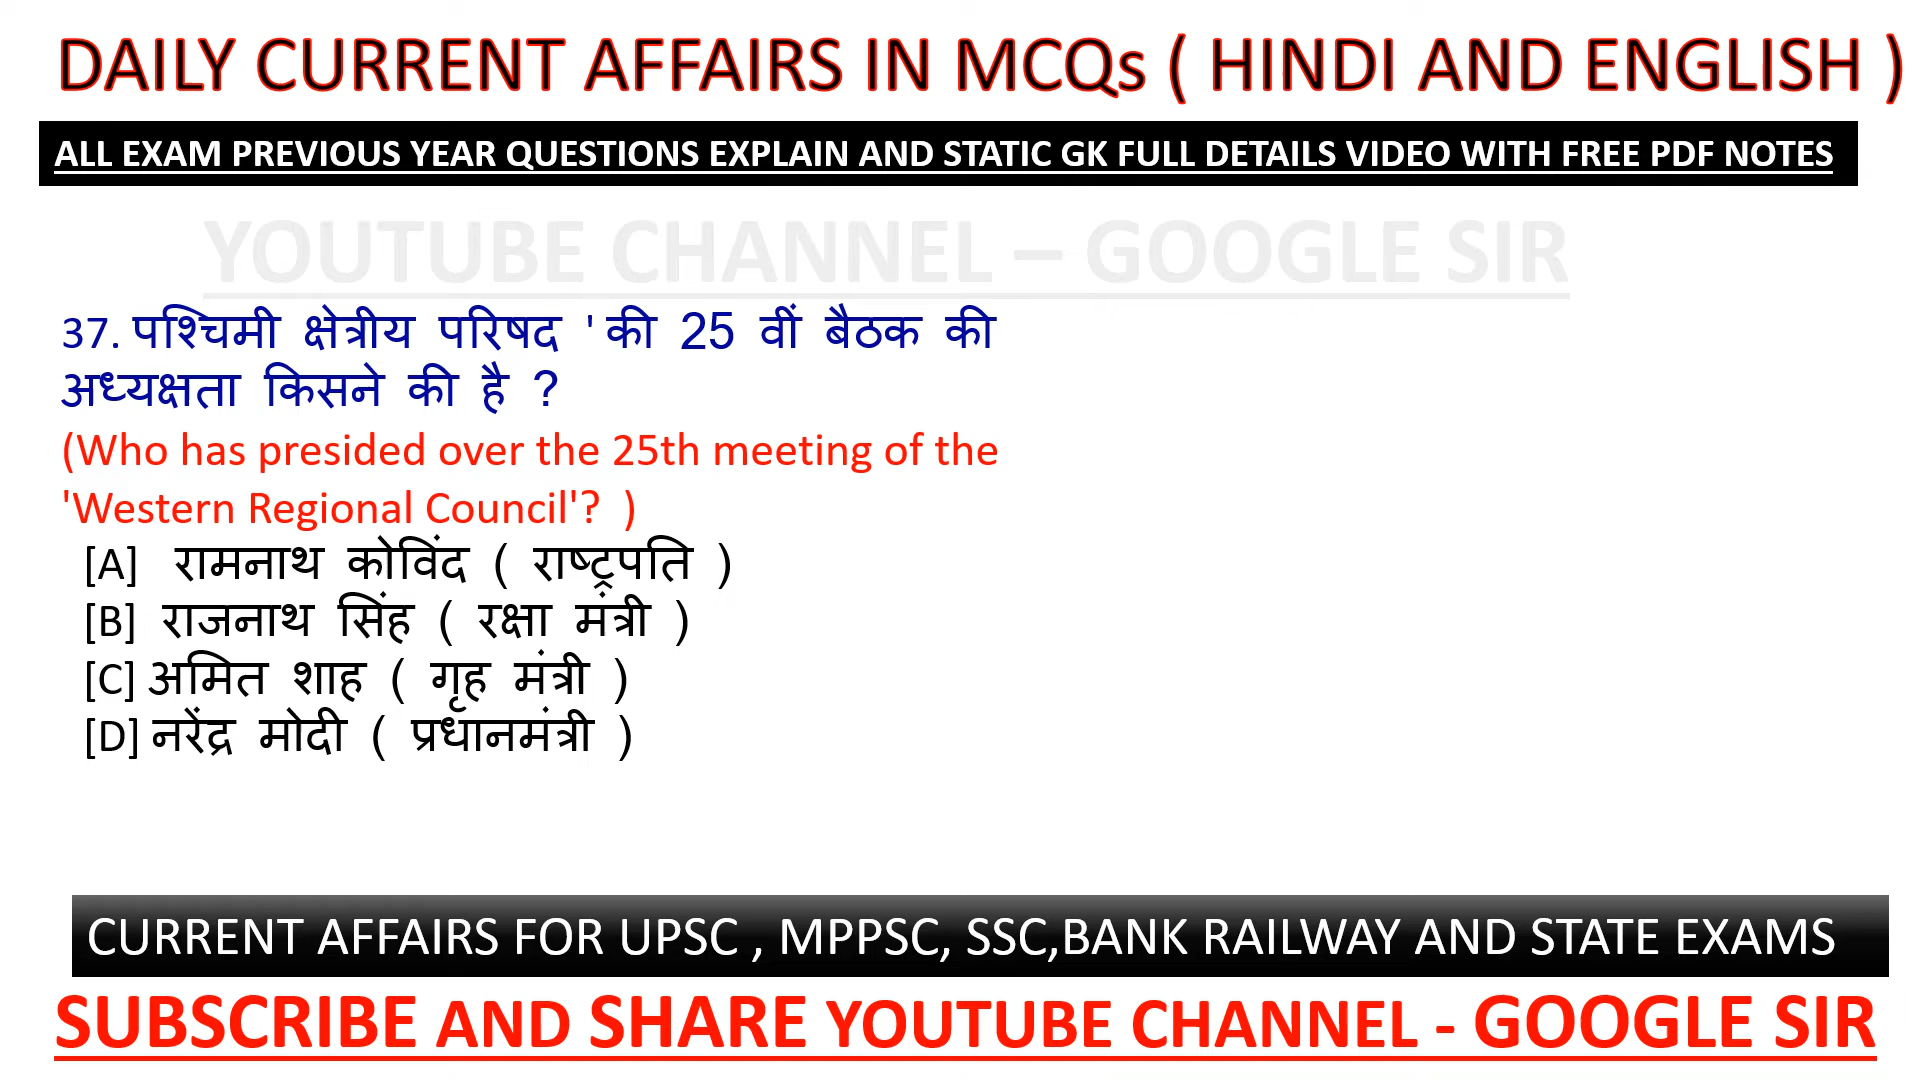 DAILY CURRENT AFFAIRS IN MCQs ( HINDI AND ENGLISH )
ALL EXAM PREVIOUS YEAR QUESTIONS EXPLAIN AND STATIC GK FULL DETAILS VIDEO WITH FREE PDF NOTES
YOUTUBE CHANNEL – GOOGLE SIR
37. पश्चिमी क्षेत्रीय परिषद ' की 25 वीं बैठक की
अध्यक्षता किसने की है ?
(Who has presided over the 25th meeting of the
'Western Regional Council'? )
[A] रामनाथ कोविंद ( राष्ट्रपति )
[B] राजनाथ सिंह ( रक्षा मंत्री )
[C] अमित शाह ( गृह मंत्री )
[D] नरेंद्र मोदी ( प्रधानमंत्री )
CURRENT AFFAIRS FOR UPSC , MPPSC, SSC,BANK RAILWAY AND STATE EXAMS
SUBSCRIBE AND SHARE YOUTUBE CHANNEL - GOOGLE SIR